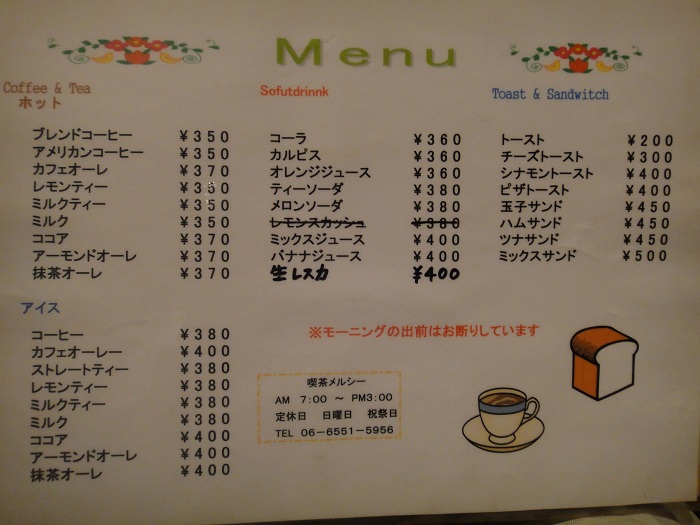 Menu
Coffee & Tea
ホット
ブレンドコーヒー ¥350
アメリカンコーヒー ¥350
カフェオーレ ¥370
レモンティー ¥350
ミルクティー ¥350
ミルク ¥350
ココア ¥370
アーモンドオーレ ¥370
抹茶オーレ ¥370
アイス
コーヒー ¥380
カフェオーレー ¥400
ストレートティー ¥380
レモンティー ¥380
ミルクティー ¥380
ミルク ¥380
ココア ¥400
アーモンドオーレ ¥400
抹茶オーレ ¥400
Sofutdrinnk
コーラ ¥360
カルピス ¥360
オレンジジュース ¥360
ティーソーダ ¥380
メロンソーダ ¥380
レモンスカッシュ ¥380
ミックスジュース ¥400
バナナジュース ¥400
生レスカ ¥400
Toast & Sandwitch
トースト ¥200
チーズトースト ¥300
シナモントースト ¥400
ピザトースト ¥400
玉子サンド ¥450
ハムサンド ¥450
ツナサンド ¥450
ミックスサンド ¥500
※モーニングの出前はお断りしています
喫茶メルシー
AM 7:00 ～ PM3:00
定休日 日曜日 祝祭日
TEL 06-6551-5956